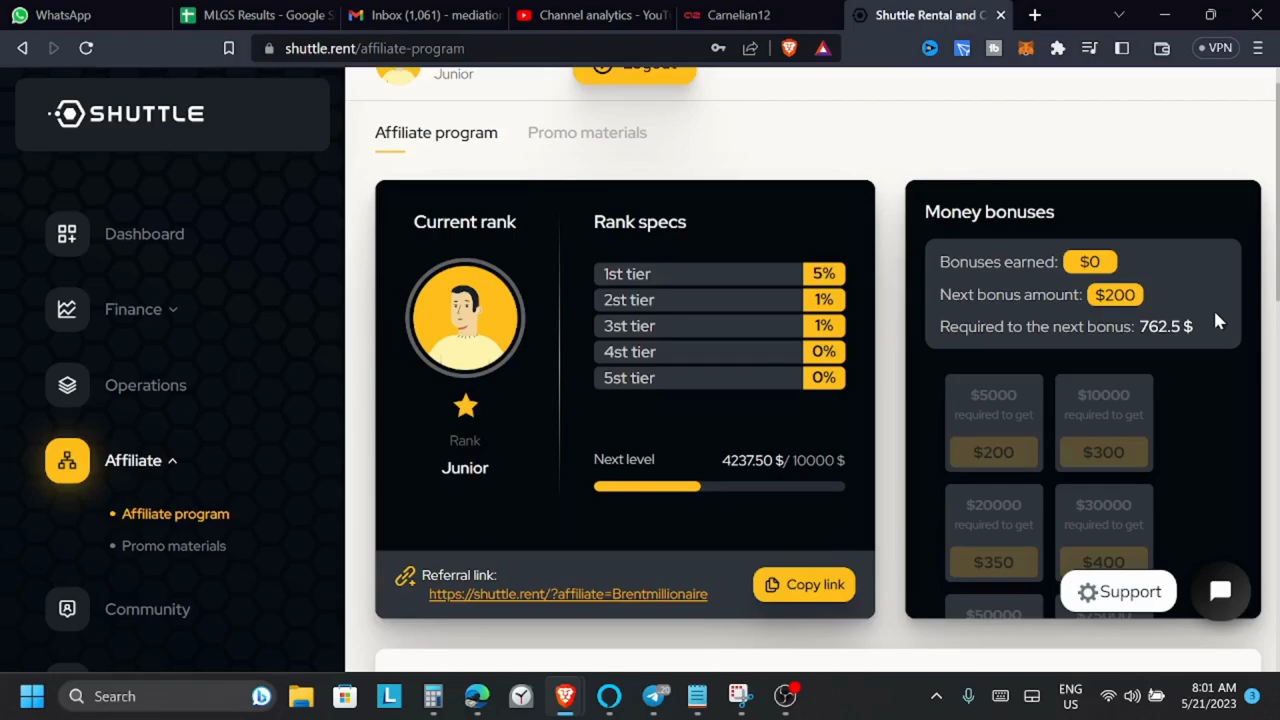 WhatsApp
MLGS Results - Google S
Inbox (1,061) - mediation
Channel analytics - YouTu
Carnelian12
Shuttle Rental and C
shuttle.rent/affiliate-program
VPN
SHUTTLE
Dashboard
Finance
Operations
Affiliate
Affiliate program
Promo materials
Community
Junior
Logout
Affiliate program
Promo materials
Current rank
Rank
Junior
Rank specs
1st tier 5%
2st tier 1%
3st tier 1%
4st tier 0%
5st tier 0%
Next level 4237.50 $/ 10000 $
Referral link:
https://shuttle.rent/?affiliate=Brentmillionaire
Copy link
Money bonuses
Bonuses earned: $0
Next bonus amount: $200
Required to the next bonus: 762.5 $
$5000
required to get
$200
$10000
required to get
$300
$20000
required to get
$350
$30000
required to get
$400
$50000
Support
Search
20
ENG
US
8:01 AM
5/21/2023
3